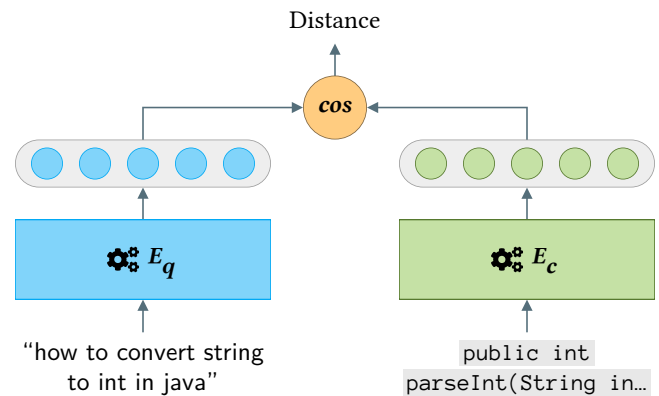 Distance
cos
E_q
E_c
“how to convert string
to int in java”
public int
parseInt(String in…